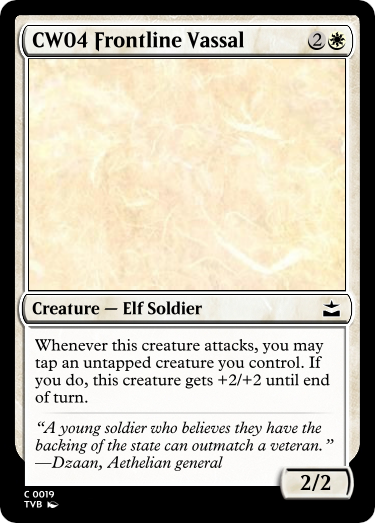 CW04 Frontline Vassal 2
Creature — Elf Soldier
Whenever this creature attacks, you may
tap an untapped creature you control. If
you do, this creature gets +2/+2 until end
of turn.
“A young soldier who believes they have the
backing of the state can outmatch a veteran.”
—Dzaan, Aethelian general
2/2
C 0019
TVB